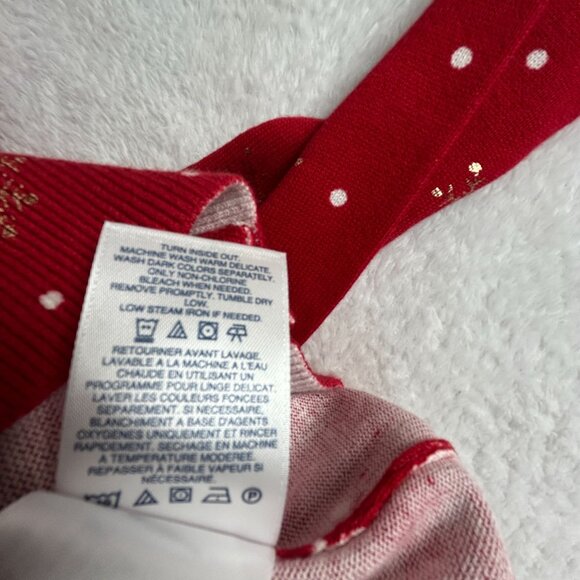 TURN INSIDE OUT.
MACHINE WASH WARM DELICATE.
WASH DARK COLORS SEPARATELY.
ONLY NON-CHLORINE
BLEACH WHEN NEEDED.
REMOVE PROMPTLY. TUMBLE DRY
LOW.
LOW STEAM IRON IF NEEDED.
RETOURNER AVANT LAVAGE.
LAVABLE A LA MACHINE A L'EAU
CHAUDE EN UTILISANT UN
PROGRAMME POUR LINGE DELICAT.
LAVER LES COULEURS FONCEES
SEPAREMENT. SI NECESSAIRE,
BLANCHIMENT A BASE D'AGENTS
OXYGENES UNIQUEMENT ET RINCER
RAPIDEMENT. SECHAGE EN MACHINE
A TEMPERATURE MODEREE.
REPASSER À FAIBLE VAPEUR SI
NÉCESSAIRE.
P